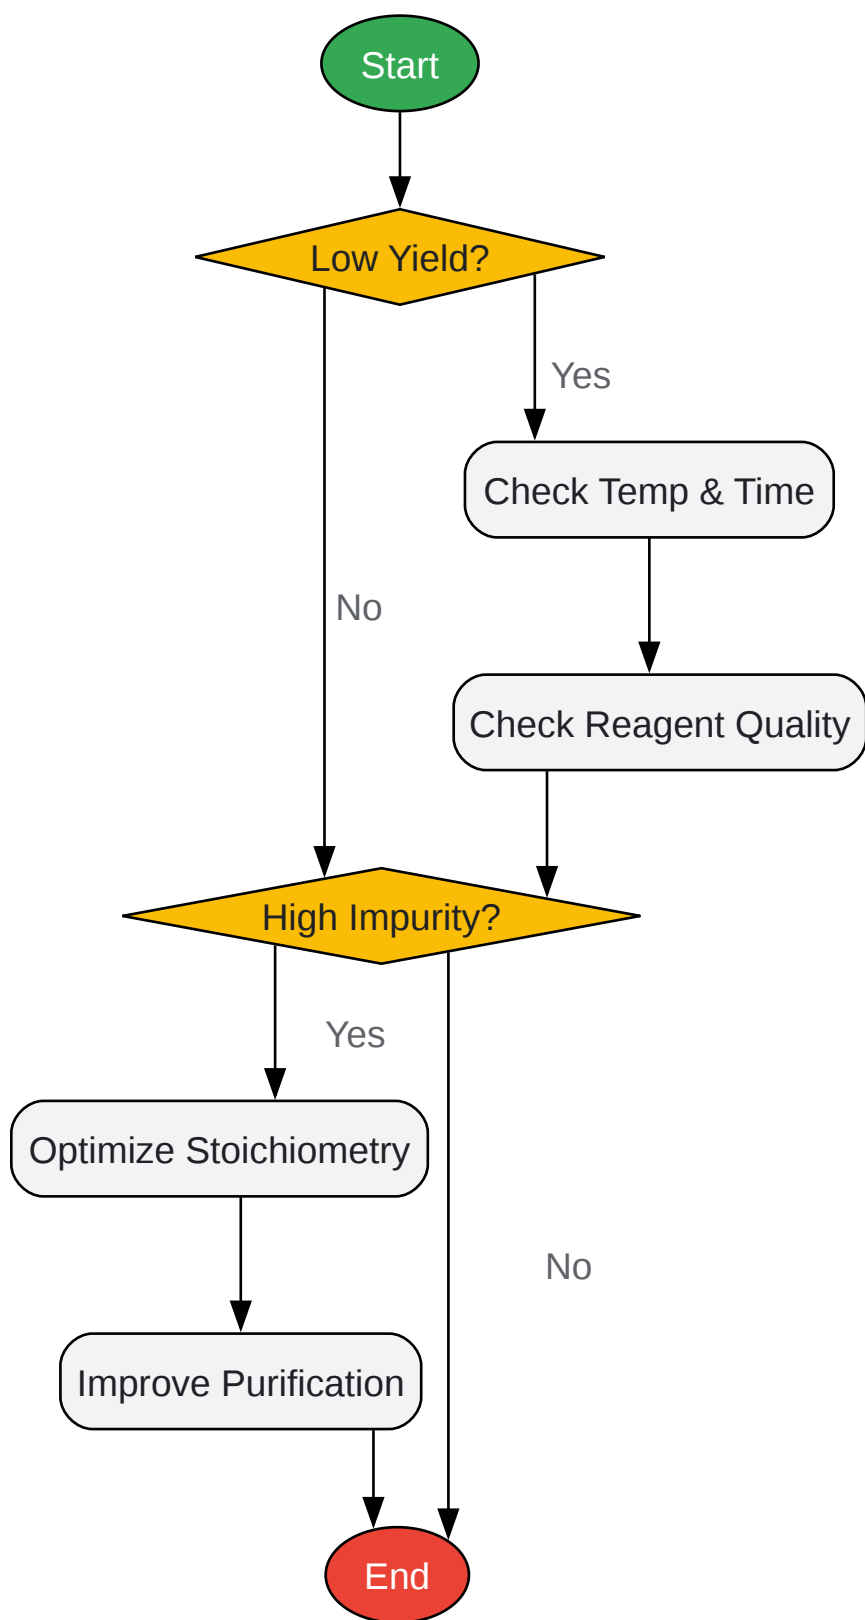 Start
Low Yield?
Yes
Check Temp & Time
No
Check Reagent Quality
High Impurity?
Yes
Optimize Stoichiometry
No
Improve Purification
End